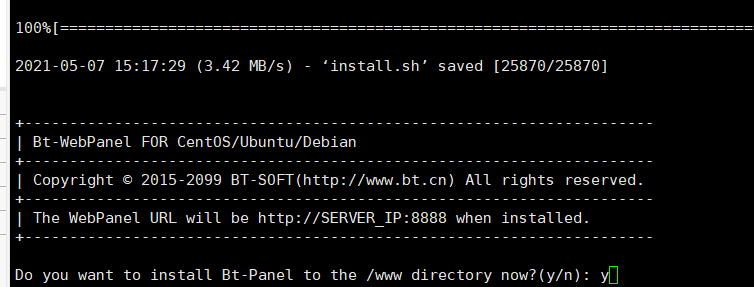 100%[==============================================================================
2021-05-07 15:17:29 (3.42 MB/s) - ‘install.sh’ saved [25870/25870]
+----------------------------------------------------------------------
| Bt-WebPanel FOR CentOS/Ubuntu/Debian
+----------------------------------------------------------------------
| Copyright © 2015-2099 BT-SOFT(http://www.bt.cn) All rights reserved.
+----------------------------------------------------------------------
| The WebPanel URL will be http://SERVER_IP:8888 when installed.
+----------------------------------------------------------------------
Do you want to install Bt-Panel to the /www directory now?(y/n): y